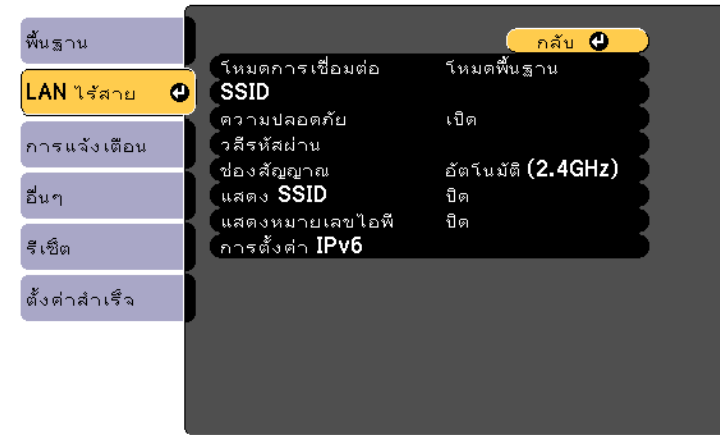 พื้นฐาน
LAN ไร้สาย
การแจ้งเตือน
อื่นๆ
รีเซ็ต
ตั้งค่าสำเร็จ
กลับ
โหมดการเชื่อมต่อ โหมดพื้นฐาน
SSID
ความปลอดภัย เปิด
วลีรหัสผ่าน
ช่องสัญญาณ อัตโนมัติ (2.4GHz)
แสดง SSID ปิด
แสดงหมายเลขไอพี ปิด
การตั้งค่า IPv6